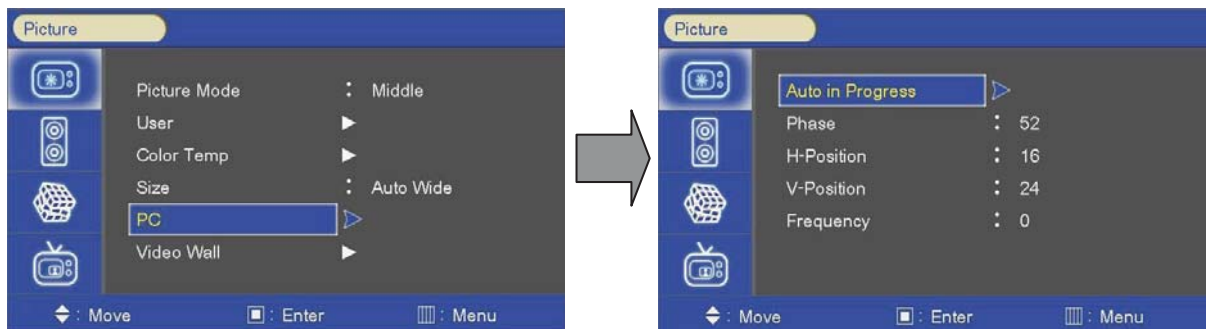 Picture
Picture Mode : Middle
User
Color Temp
Size : Auto Wide
PC
Video Wall
: Move : Enter : Menu
Picture
Auto in Progress
Phase : 52
H-Position : 16
V-Position : 24
Frequency : 0
: Move : Enter : Menu